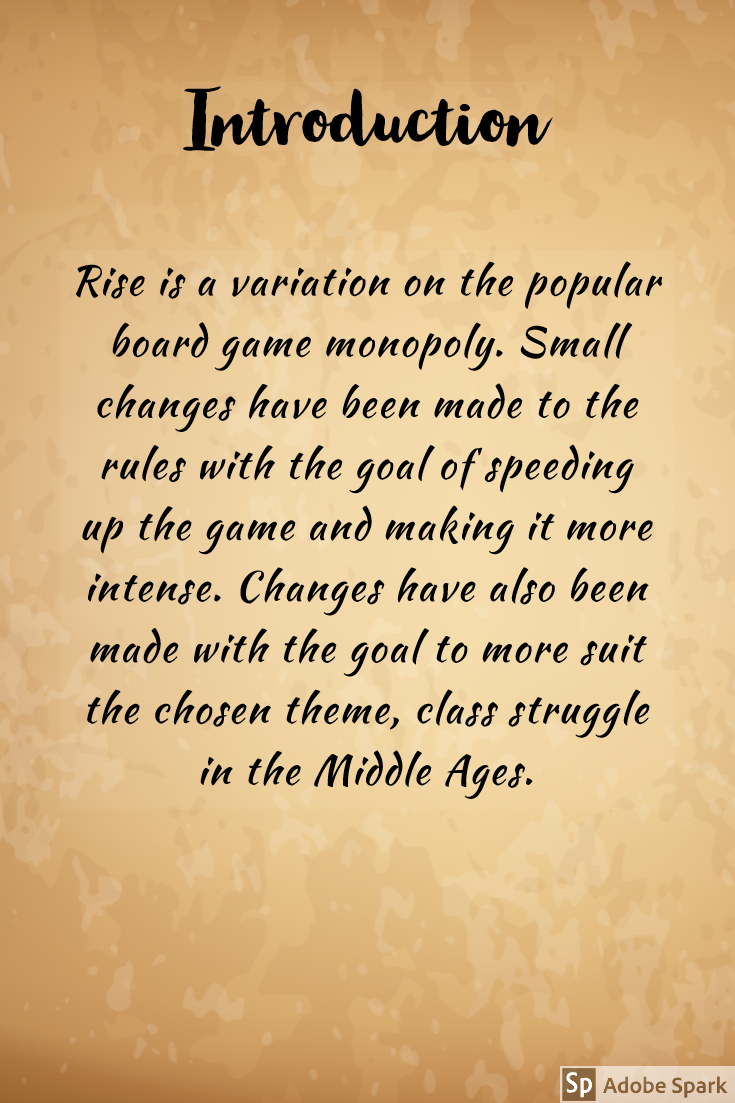 Introduction
Rise is a variation on the popular
board game monopoly. Small
changes have been made to the
rules with the goal of speeding
up the game and making it more
intense. Changes have also been
made with the goal to more suit
the chosen theme, class struggle
in the Middle Ages.
Sp Adobe Spark